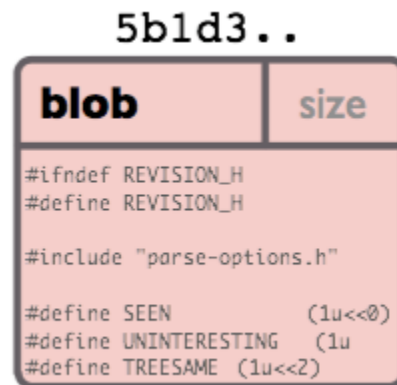 5b1d3..
blob size
#ifndef REVISION_H
#define REVISION_H
#include "parse-options.h"
#define SEEN (1u<<0)
#define UNINTERESTING (1u
#define TREESAME (1u<<2)